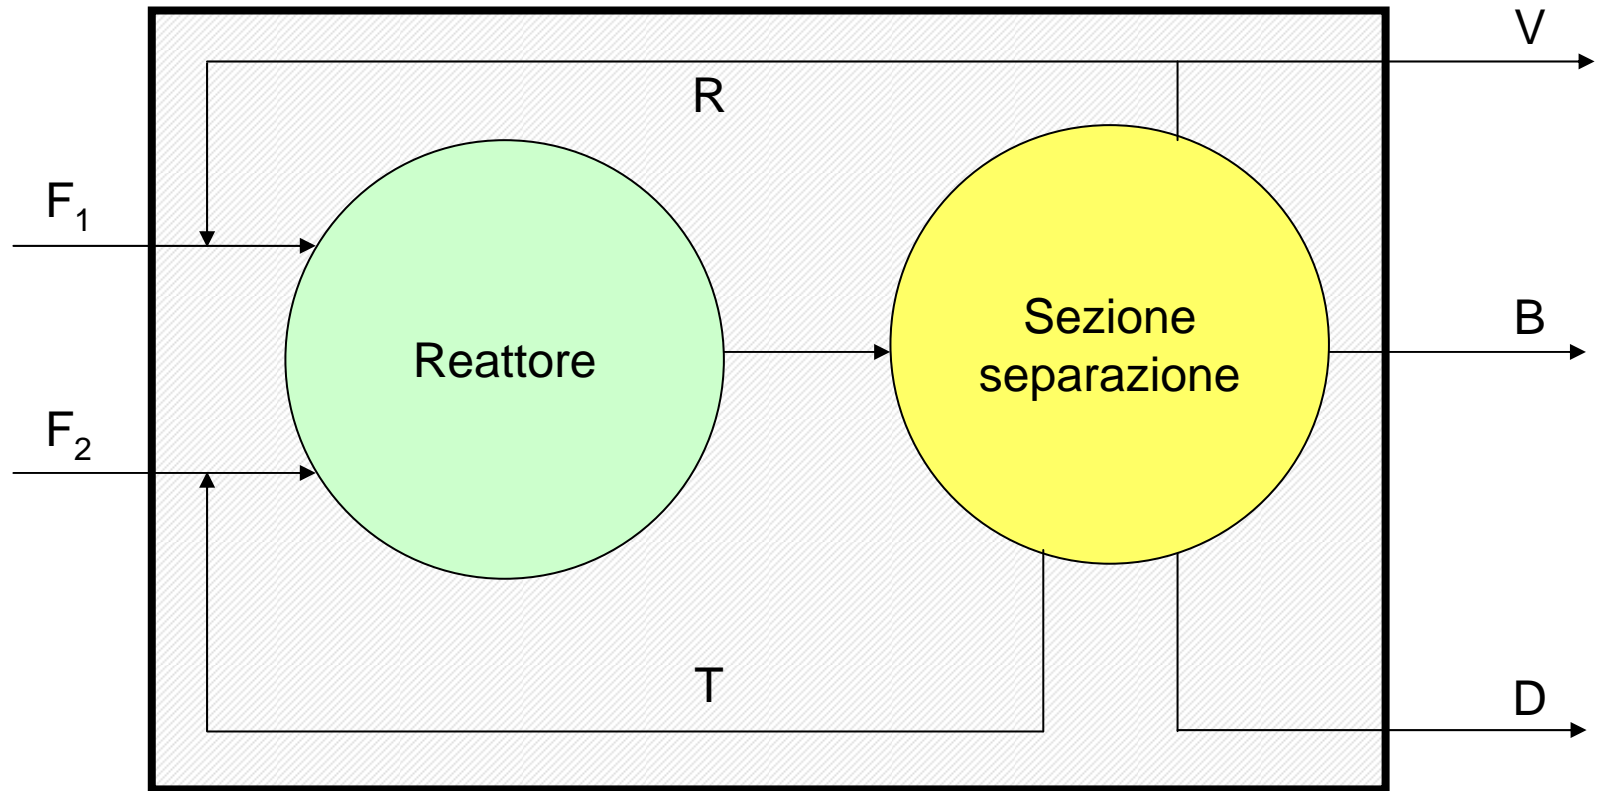 V
R
F₁
Sezione
separazione
B
Reattore
F₂
T
D